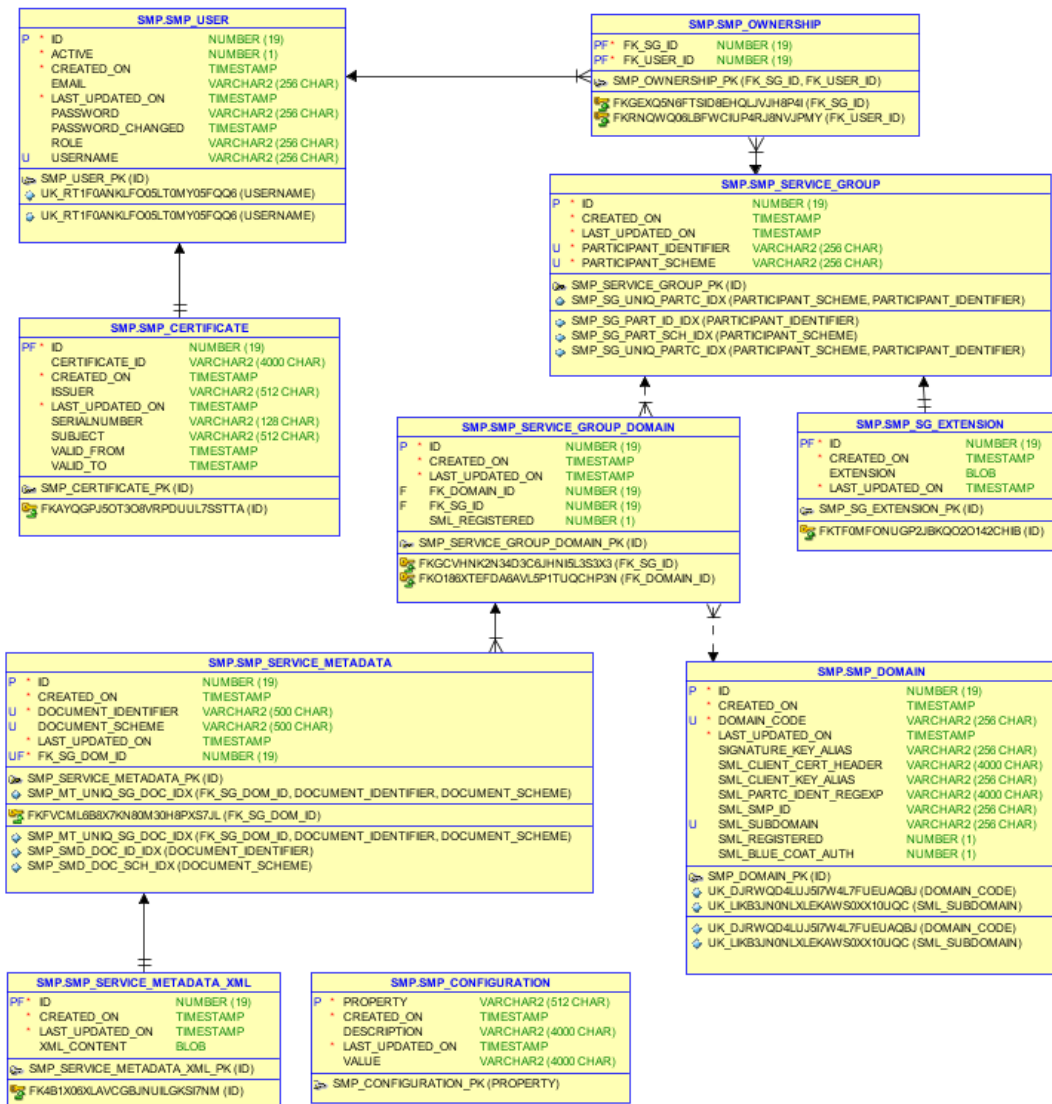 SMP.SMP_USER
P * ID NUMBER (19)
* ACTIVE NUMBER (1)
* CREATED_ON TIMESTAMP
EMAIL VARCHAR2 (256 CHAR)
* LAST_UPDATED_ON TIMESTAMP
PASSWORD VARCHAR2 (256 CHAR)
PASSWORD_CHANGED TIMESTAMP
ROLE VARCHAR2 (256 CHAR)
U USERNAME VARCHAR2 (256 CHAR)
SMP_USER_PK (ID)
UK_RT1F0ANKLFO05LT0MY05FQQ6 (USERNAME)
UK_RT1F0ANKLFO05LT0MY05FQQ6 (USERNAME)
SMP.SMP_OWNERSHIP
PF * FK_SG_ID NUMBER (19)
PF * FK_USER_ID NUMBER (19)
SMP_OWNERSHIP_PK (FK_SG_ID, FK_USER_ID)
FKGEXQ5N6FTSID8EHQLJVJH8P4I (FK_SG_ID)
FKRNQWQ06LBFWCIUP4RJ8NVJPMY (FK_USER_ID)
SMP.SMP_SERVICE_GROUP
P * ID NUMBER (19)
* CREATED_ON TIMESTAMP
* LAST_UPDATED_ON TIMESTAMP
U * PARTICIPANT_IDENTIFIER VARCHAR2 (256 CHAR)
U * PARTICIPANT_SCHEME VARCHAR2 (256 CHAR)
SMP_SERVICE_GROUP_PK (ID)
SMP_SG_UNIQ_PARTC_IDX (PARTICIPANT_SCHEME, PARTICIPANT_IDENTIFIER)
SMP_SG_PART_ID_IDX (PARTICIPANT_IDENTIFIER)
SMP_SG_PART_SCH_IDX (PARTICIPANT_SCHEME)
SMP_SG_UNIQ_PARTC_IDX (PARTICIPANT_SCHEME, PARTICIPANT_IDENTIFIER)
SMP.SMP_CERTIFICATE
PF * ID NUMBER (19)
CERTIFICATE_ID VARCHAR2 (4000 CHAR)
* CREATED_ON TIMESTAMP
ISSUER VARCHAR2 (512 CHAR)
* LAST_UPDATED_ON TIMESTAMP
SERIALNUMBER VARCHAR2 (128 CHAR)
SUBJECT VARCHAR2 (512 CHAR)
VALID_FROM TIMESTAMP
VALID_TO TIMESTAMP
SMP_CERTIFICATE_PK (ID)
FKAYQGPJ5OT3O8VRPDUUL7SSTTA (ID)
SMP.SMP_SERVICE_GROUP_DOMAIN
P * ID NUMBER (19)
* CREATED_ON TIMESTAMP
* LAST_UPDATED_ON TIMESTAMP
F FK_DOMAIN_ID NUMBER (19)
F FK_SG_ID NUMBER (19)
SML_REGISTERED NUMBER (1)
SMP_SERVICE_GROUP_DOMAIN_PK (ID)
FKGCVHNK2N34D3C6JHNI5L3S3X3 (FK_SG_ID)
FKO186XTEFDA6AVL5P1TUQCHP3N (FK_DOMAIN_ID)
SMP.SMP_SG_EXTENSION
PF * ID NUMBER (19)
* CREATED_ON TIMESTAMP
EXTENSION BLOB
* LAST_UPDATED_ON TIMESTAMP
SMP_SG_EXTENSION_PK (ID)
FKTF0MFONUGP2JBKQO2O142CHIB (ID)
SMP.SMP_SERVICE_METADATA
P * ID NUMBER (19)
* CREATED_ON TIMESTAMP
U * DOCUMENT_IDENTIFIER VARCHAR2 (500 CHAR)
U DOCUMENT_SCHEME VARCHAR2 (500 CHAR)
* LAST_UPDATED_ON TIMESTAMP
UF * FK_SG_DOM_ID NUMBER (19)
SMP_SERVICE_METADATA_PK (ID)
SMP_MT_UNIQ_SG_DOC_IDX (FK_SG_DOM_ID, DOCUMENT_IDENTIFIER, DOCUMENT_SCHEME)
FKFVCML6B8X7KN80M30H8PXS7JL (FK_SG_DOM_ID)
SMP_MT_UNIQ_SG_DOC_IDX (FK_SG_DOM_ID, DOCUMENT_IDENTIFIER, DOCUMENT_SCHEME)
SMP_SMD_DOC_ID_IDX (DOCUMENT_IDENTIFIER)
SMP_SMD_DOC_SCH_IDX (DOCUMENT_SCHEME)
SMP.SMP_DOMAIN
P * ID NUMBER (19)
* CREATED_ON TIMESTAMP
U * DOMAIN_CODE VARCHAR2 (256 CHAR)
* LAST_UPDATED_ON TIMESTAMP
SIGNATURE_KEY_ALIAS VARCHAR2 (256 CHAR)
SML_CLIENT_CERT_HEADER VARCHAR2 (4000 CHAR)
SML_CLIENT_KEY_ALIAS VARCHAR2 (256 CHAR)
SML_PARTC_IDENT_REGEXP VARCHAR2 (4000 CHAR)
SML_SMP_ID VARCHAR2 (256 CHAR)
U SML_SUBDOMAIN VARCHAR2 (256 CHAR)
SML_REGISTERED NUMBER (1)
SML_BLUE_COAT_AUTH NUMBER (1)
SMP_DOMAIN_PK (ID)
UK_DJRWQD4LUJ5I7W4L7FUEUAQBJ (DOMAIN_CODE)
UK_LIKB3JN0NLXLEKAWS0XX10UQC (SML_SUBDOMAIN)
UK_DJRWQD4LUJ5I7W4L7FUEUAQBJ (DOMAIN_CODE)
UK_LIKB3JN0NLXLEKAWS0XX10UQC (SML_SUBDOMAIN)
SMP.SMP_SERVICE_METADATA_XML
PF * ID NUMBER (19)
* CREATED_ON TIMESTAMP
* LAST_UPDATED_ON TIMESTAMP
XML_CONTENT BLOB
SMP_SERVICE_METADATA_XML_PK (ID)
FK4B1X06XLAVCGBJNUILGKSI7NM (ID)
SMP.SMP_CONFIGURATION
P * PROPERTY VARCHAR2 (512 CHAR)
* CREATED_ON TIMESTAMP
DESCRIPTION VARCHAR2 (4000 CHAR)
* LAST_UPDATED_ON TIMESTAMP
VALUE VARCHAR2 (4000 CHAR)
SMP_CONFIGURATION_PK (PROPERTY)